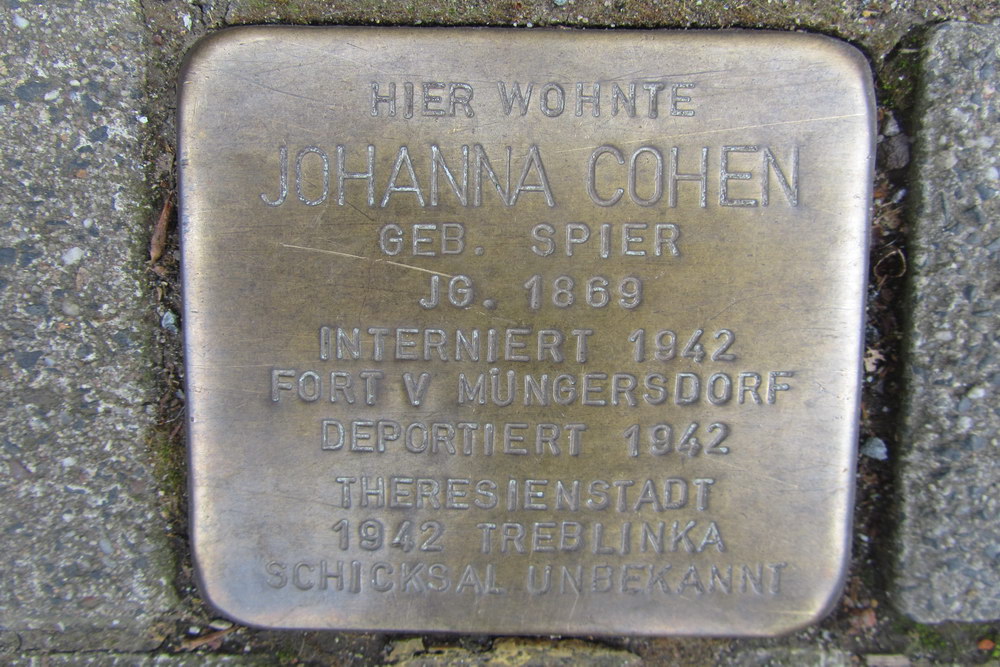 HIER WOHNTE
JOHANNA COHEN
GEB. SPIER
JG. 1869
INTERNIERT 1942
FORT V MÜNGERSDORF
DEPORTIERT 1942
THERESIENSTADT
1942 TREBLINKA
SCHICKSAL UNBEKANNT